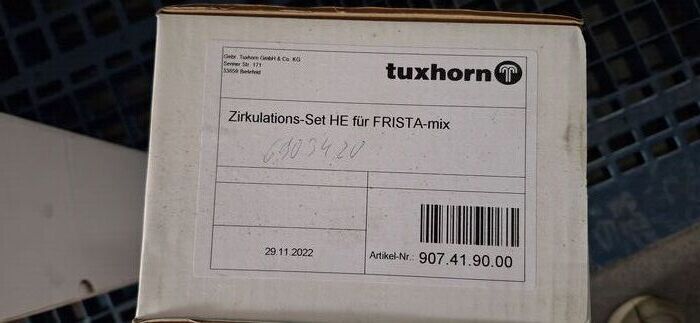 Gebr. Tuxhorn GmbH & Co. KG
Senner Str. 171
33659 Bielefeld
tuxhorn
Zirkulations-Set HE für FRISTA-mix
29.11.2022
Artikel-Nr.: 907.41.90.00